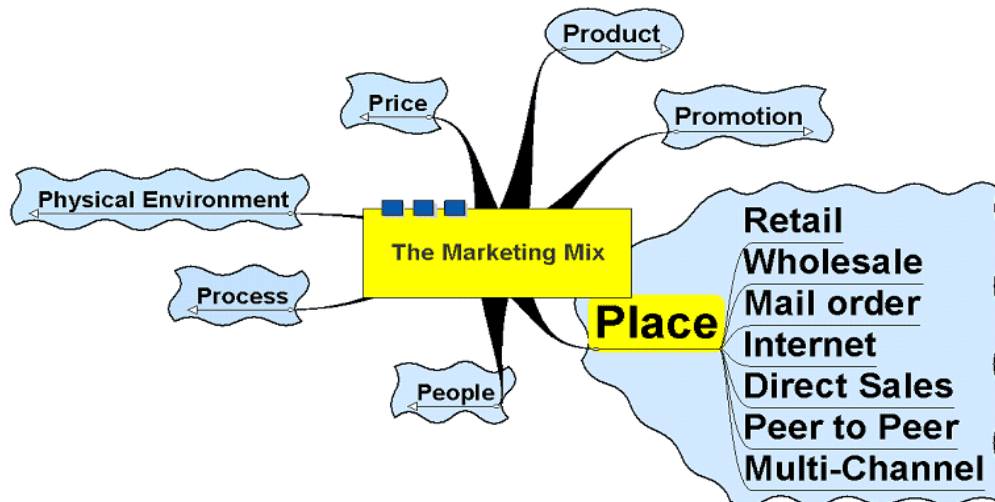 Product
Price
Promotion
Physical Environment
The Marketing Mix
Process
People
Place
Retail
Wholesale
Mail order
Internet
Direct Sales
Peer to Peer
Multi-Channel